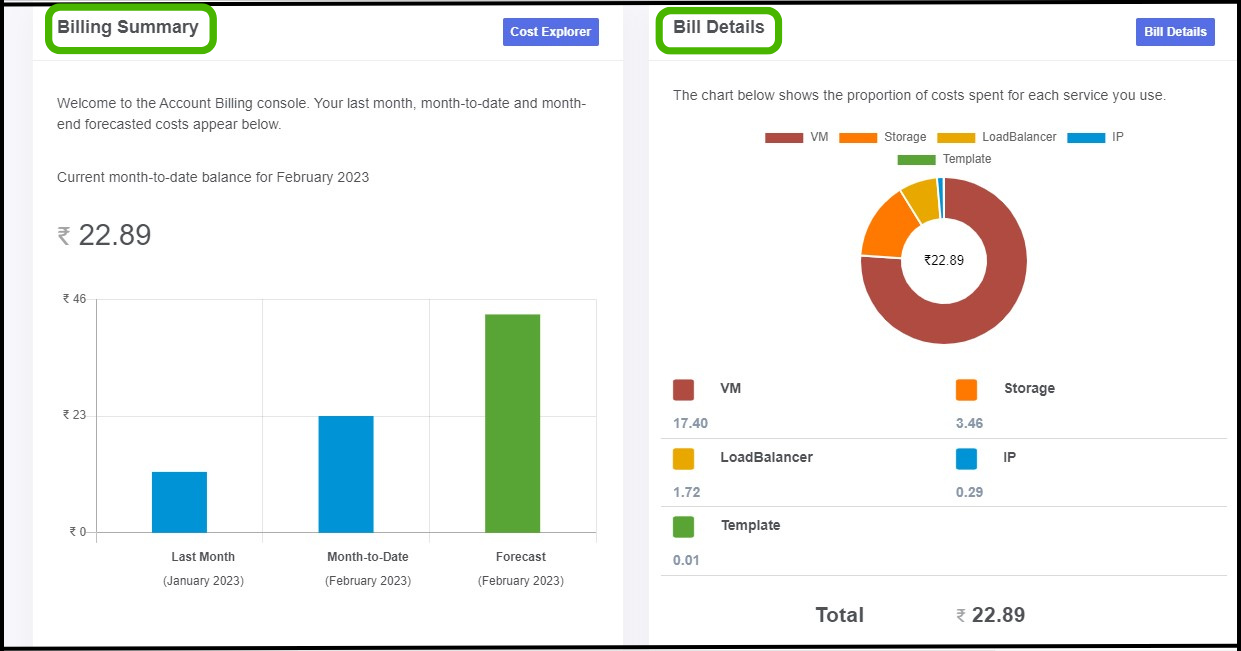 Billing Summary
Cost Explorer
Welcome to the Account Billing console. Your last month, month-to-date and month-
end forecasted costs appear below.
Current month-to-date balance for February 2023
₹ 22.89
₹ 46
₹ 23
₹ 0
Last Month
(January 2023)
Month-to-Date
(February 2023)
Forecast
(February 2023)
Bill Details
Bill Details
The chart below shows the proportion of costs spent for each service you use.
VM Storage LoadBalancer IP
Template
₹22.89
VM
17.40
Storage
3.46
LoadBalancer
1.72
IP
0.29
Template
0.01
Total ₹ 22.89